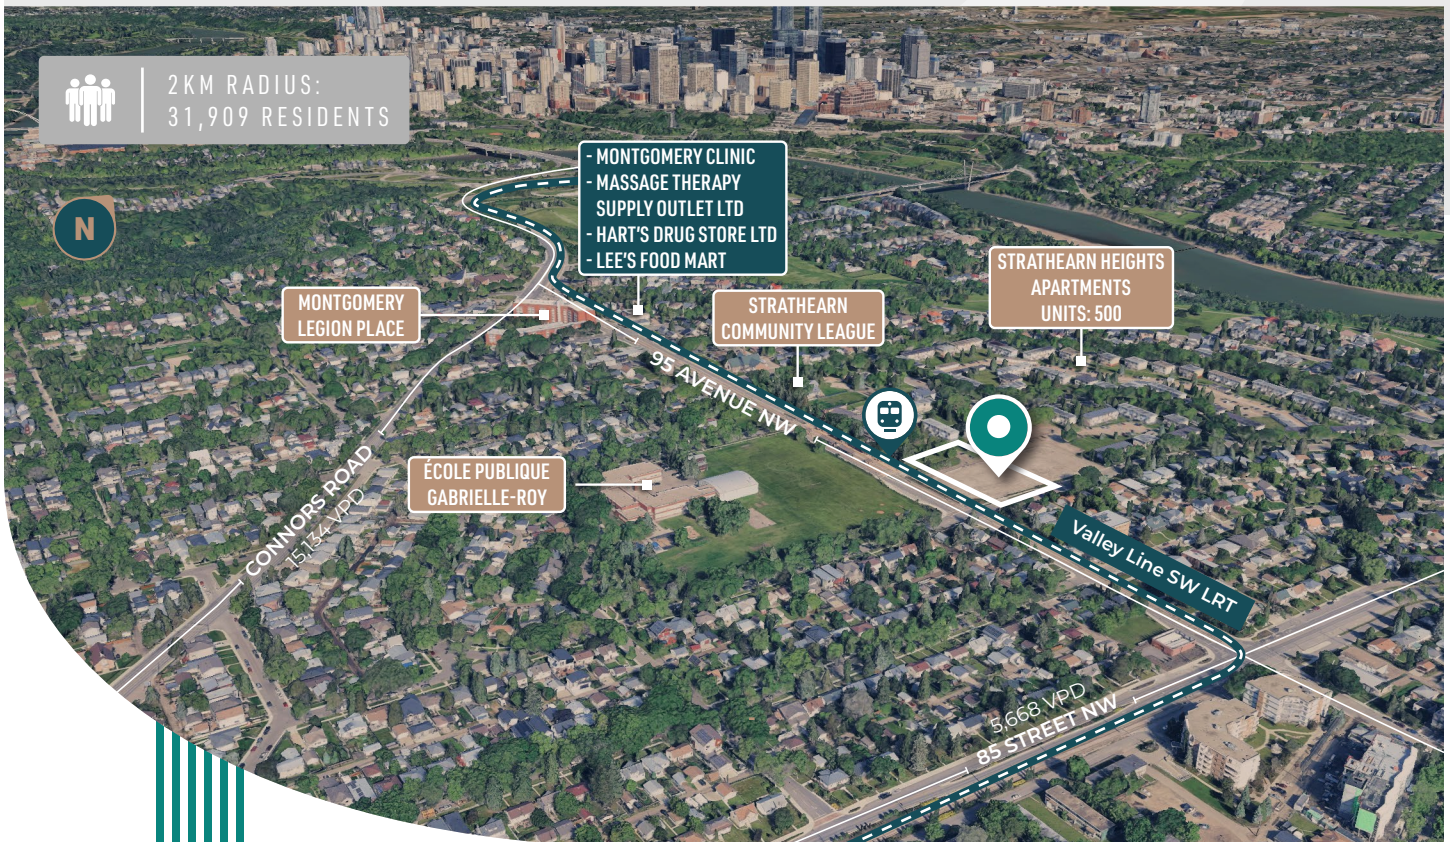 2KM RADIUS:
31,909 RESIDENTS
N
- MONTGOMERY CLINIC
- MASSAGE THERAPY
SUPPLY OUTLET LTD
- HART'S DRUG STORE LTD
- LEE'S FOOD MART
MONTGOMERY
LEGION PLACE
STRATHEARN
COMMUNITY LEAGUE
STRATHEARN HEIGHTS
APARTMENTS
UNITS: 500
95 AVENUE NW
ÉCOLE PUBLIQUE
GABRIELLE-ROY
CONNORS ROAD
15,134 VPD
Valley Line SW LRT
5,668 VPD
85 STREET NW